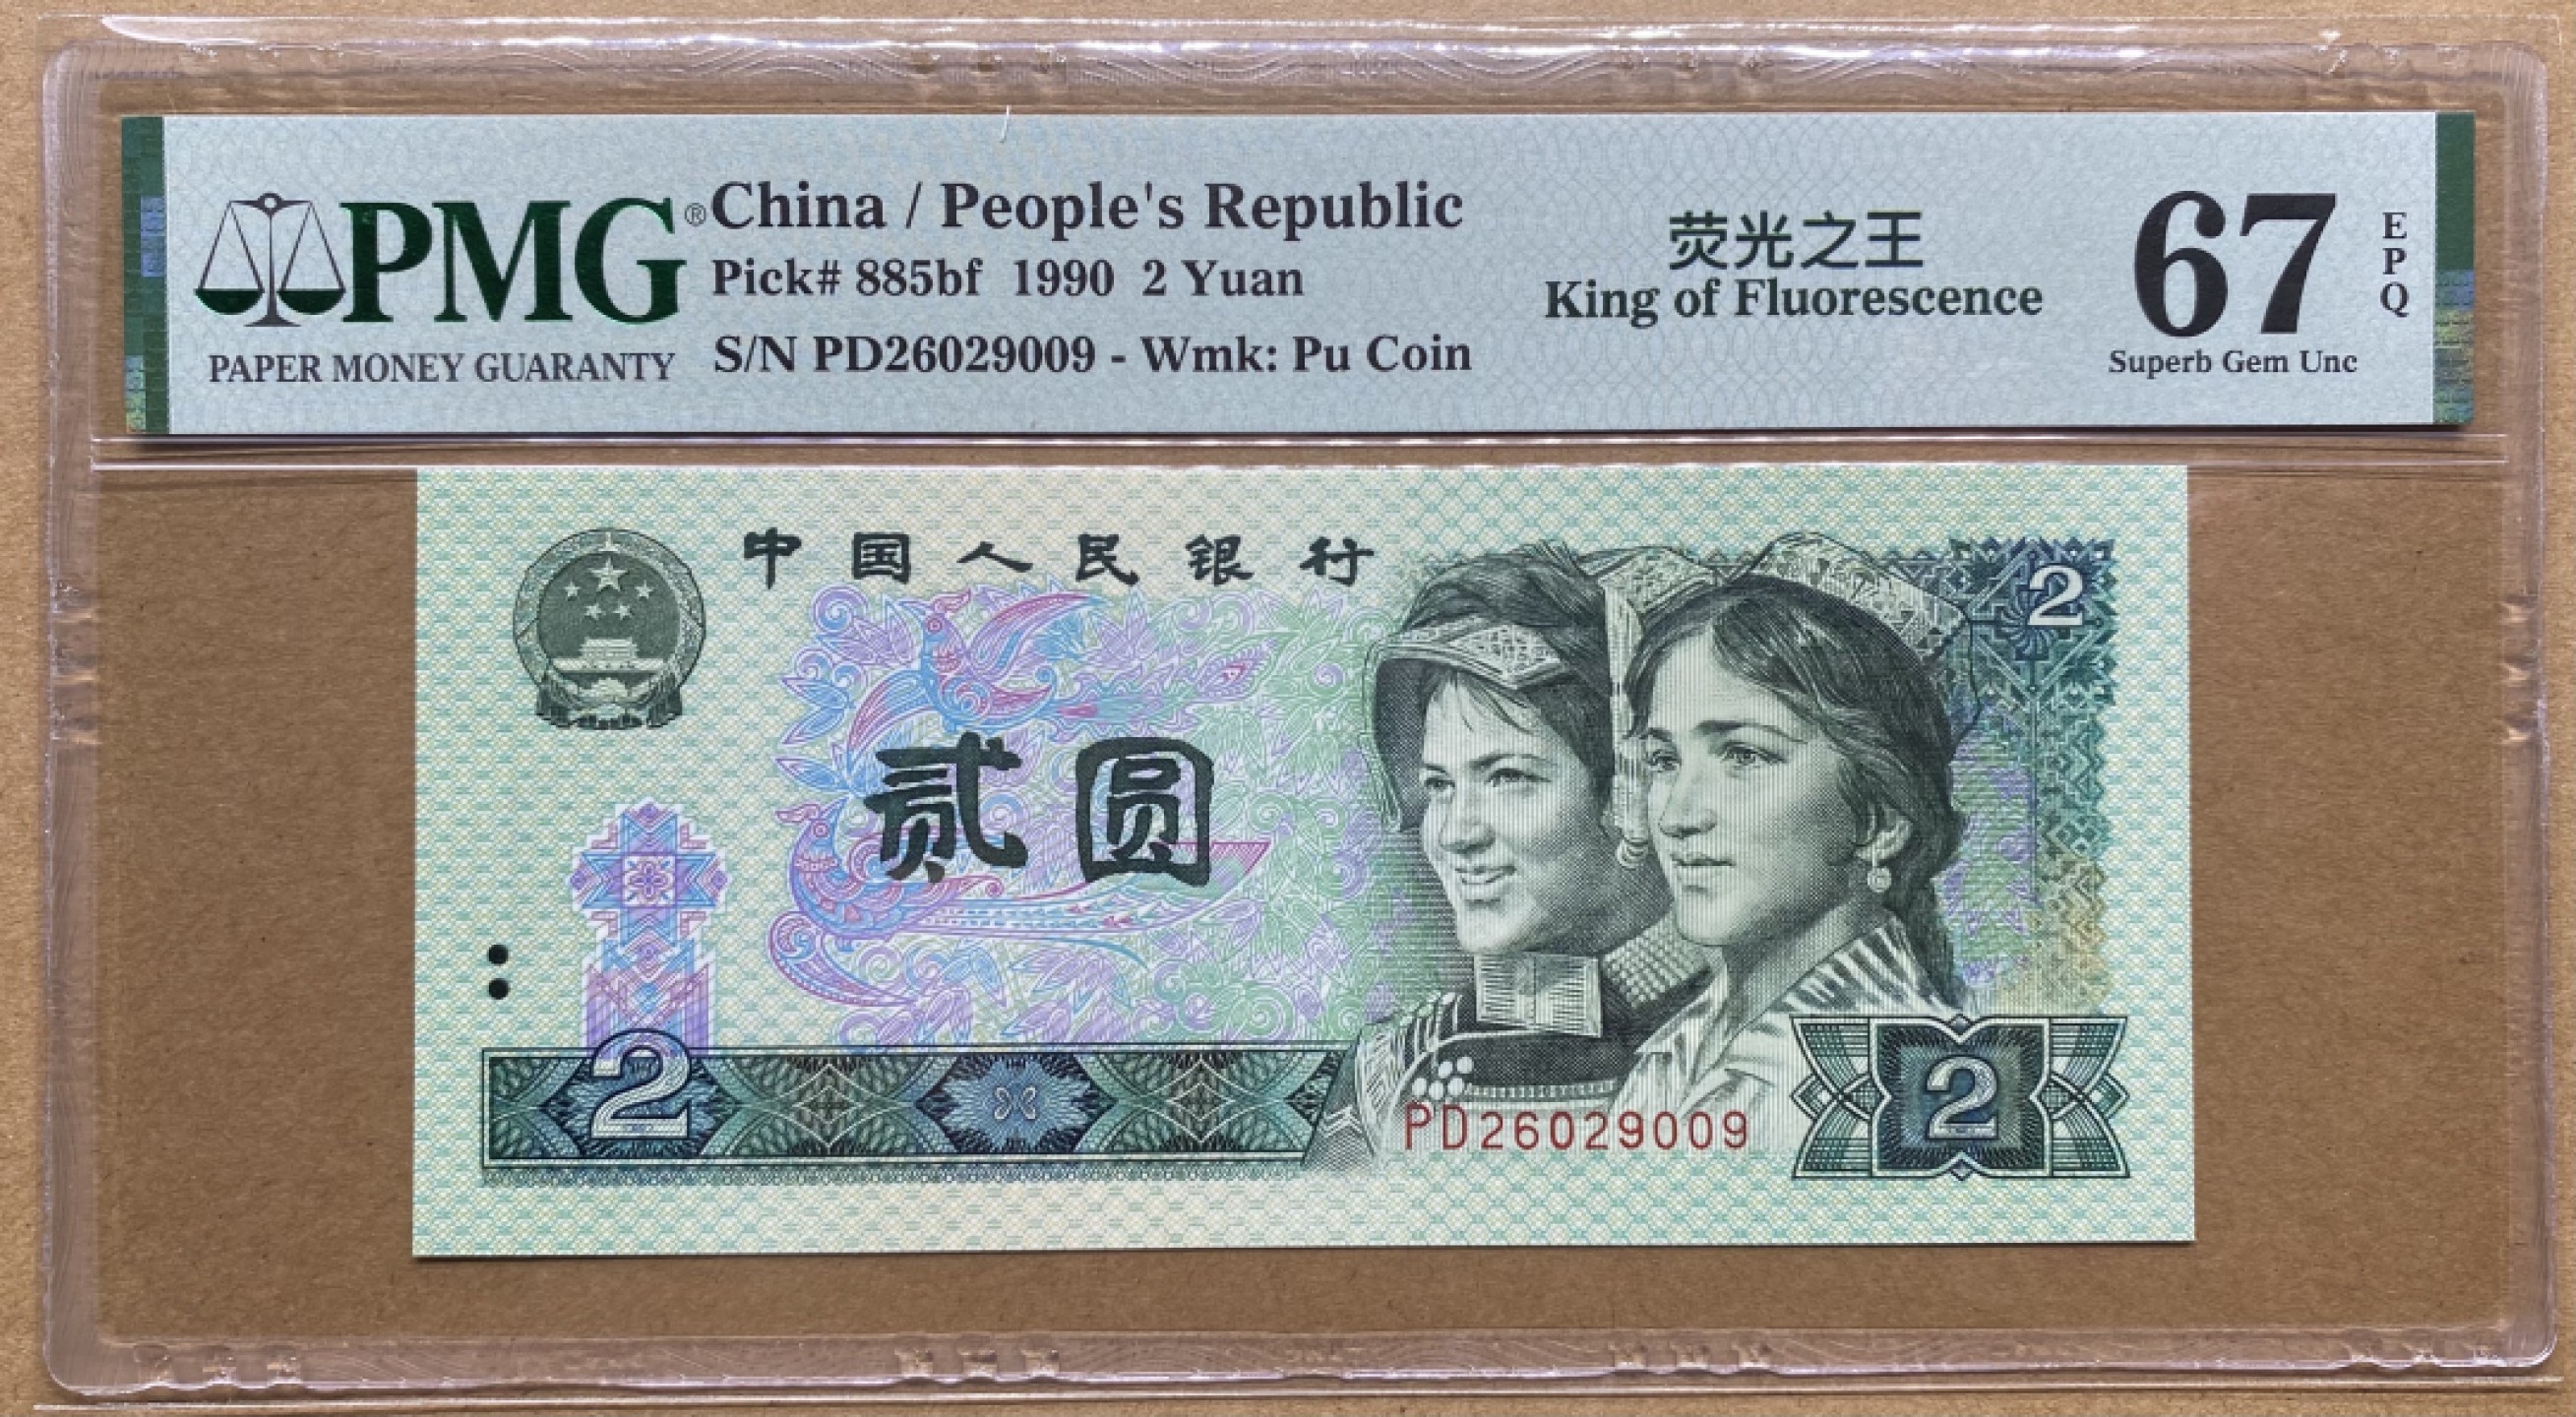 PMG®
PAPER MONEY GUARANTY
China / People's Republic
Pick# 885bf 1990 2 Yuan
S/N PD26029009 - Wmk: Pu Coin
荧光之王
King of Fluorescence
67
EPQ
Superb Gem Unc
中国人民银行
2
贰圆
2
PD26029009
2